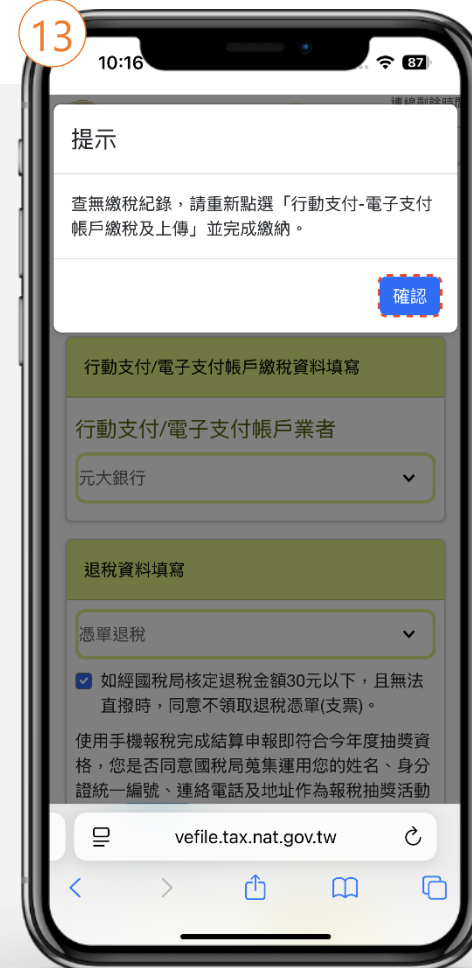 13
10:16
87
連線剩餘時間
提示
查無繳稅紀錄，請重新點選「行動支付-電子支付
帳戶繳稅及上傳」並完成繳納。
確認
行動支付/電子支付帳戶繳稅資料填寫
行動支付/電子支付帳戶業者
元大銀行
退稅資料填寫
憑單退稅
如經國稅局核定退稅金額30元以下，且無法
直撥時，同意不領取退稅憑單(支票)。
使用手機報稅完成結算申報即符合今年度抽獎資
格，您是否同意國稅局蒐集運用您的姓名、身分
證統一編號、連絡電話及地址作為報稅抽獎活動
vefile.tax.nat.gov.tw